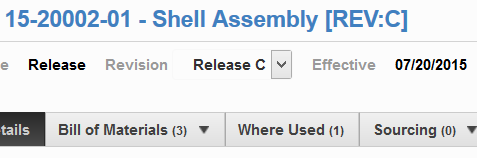 15-20002-01 - Shell Assembly [REV:C]
e Release Revision Release C Effective 07/20/2015
tails Bill of Materials (3) Where Used (1) Sourcing (0)